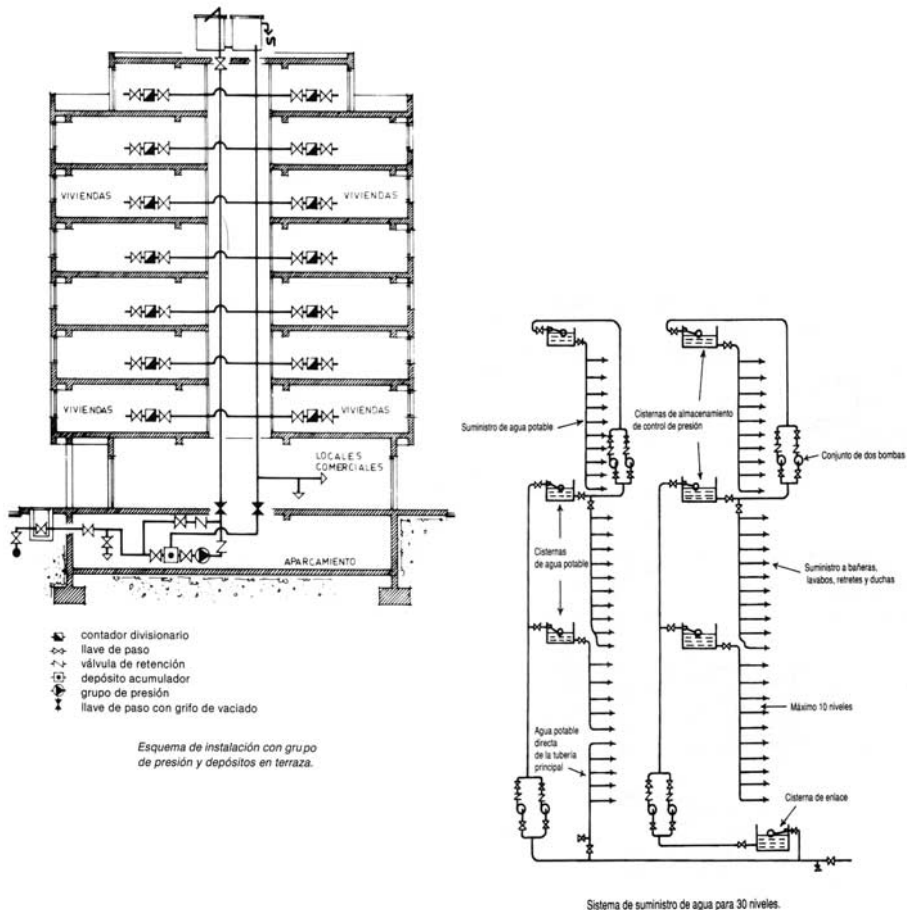 VIVIENDAS
VIVIENDAS
VIVIENDAS
VIVIENDAS
LOCALES
COMERCIALES
APARCAMIENTO
contador divisionario
llave de paso
válvula de retención
depósito acumulador
grupo de presión
llave de paso con grifo de vaciado
Esquema de instalación con grupo
de presión y depósitos en terraza.
Suministro de agua potable
Cisternas de almacenamiento
de control de presión
Conjunto de dos bombas
Cisternas
de agua potable
Suministro a bañeras,
lavabos, retretes y duchas
Máximo 10 niveles
Agua potable
directa
de la tubería
principal
Cisterna de enlace
Sistema de suministro de agua para 30 niveles.